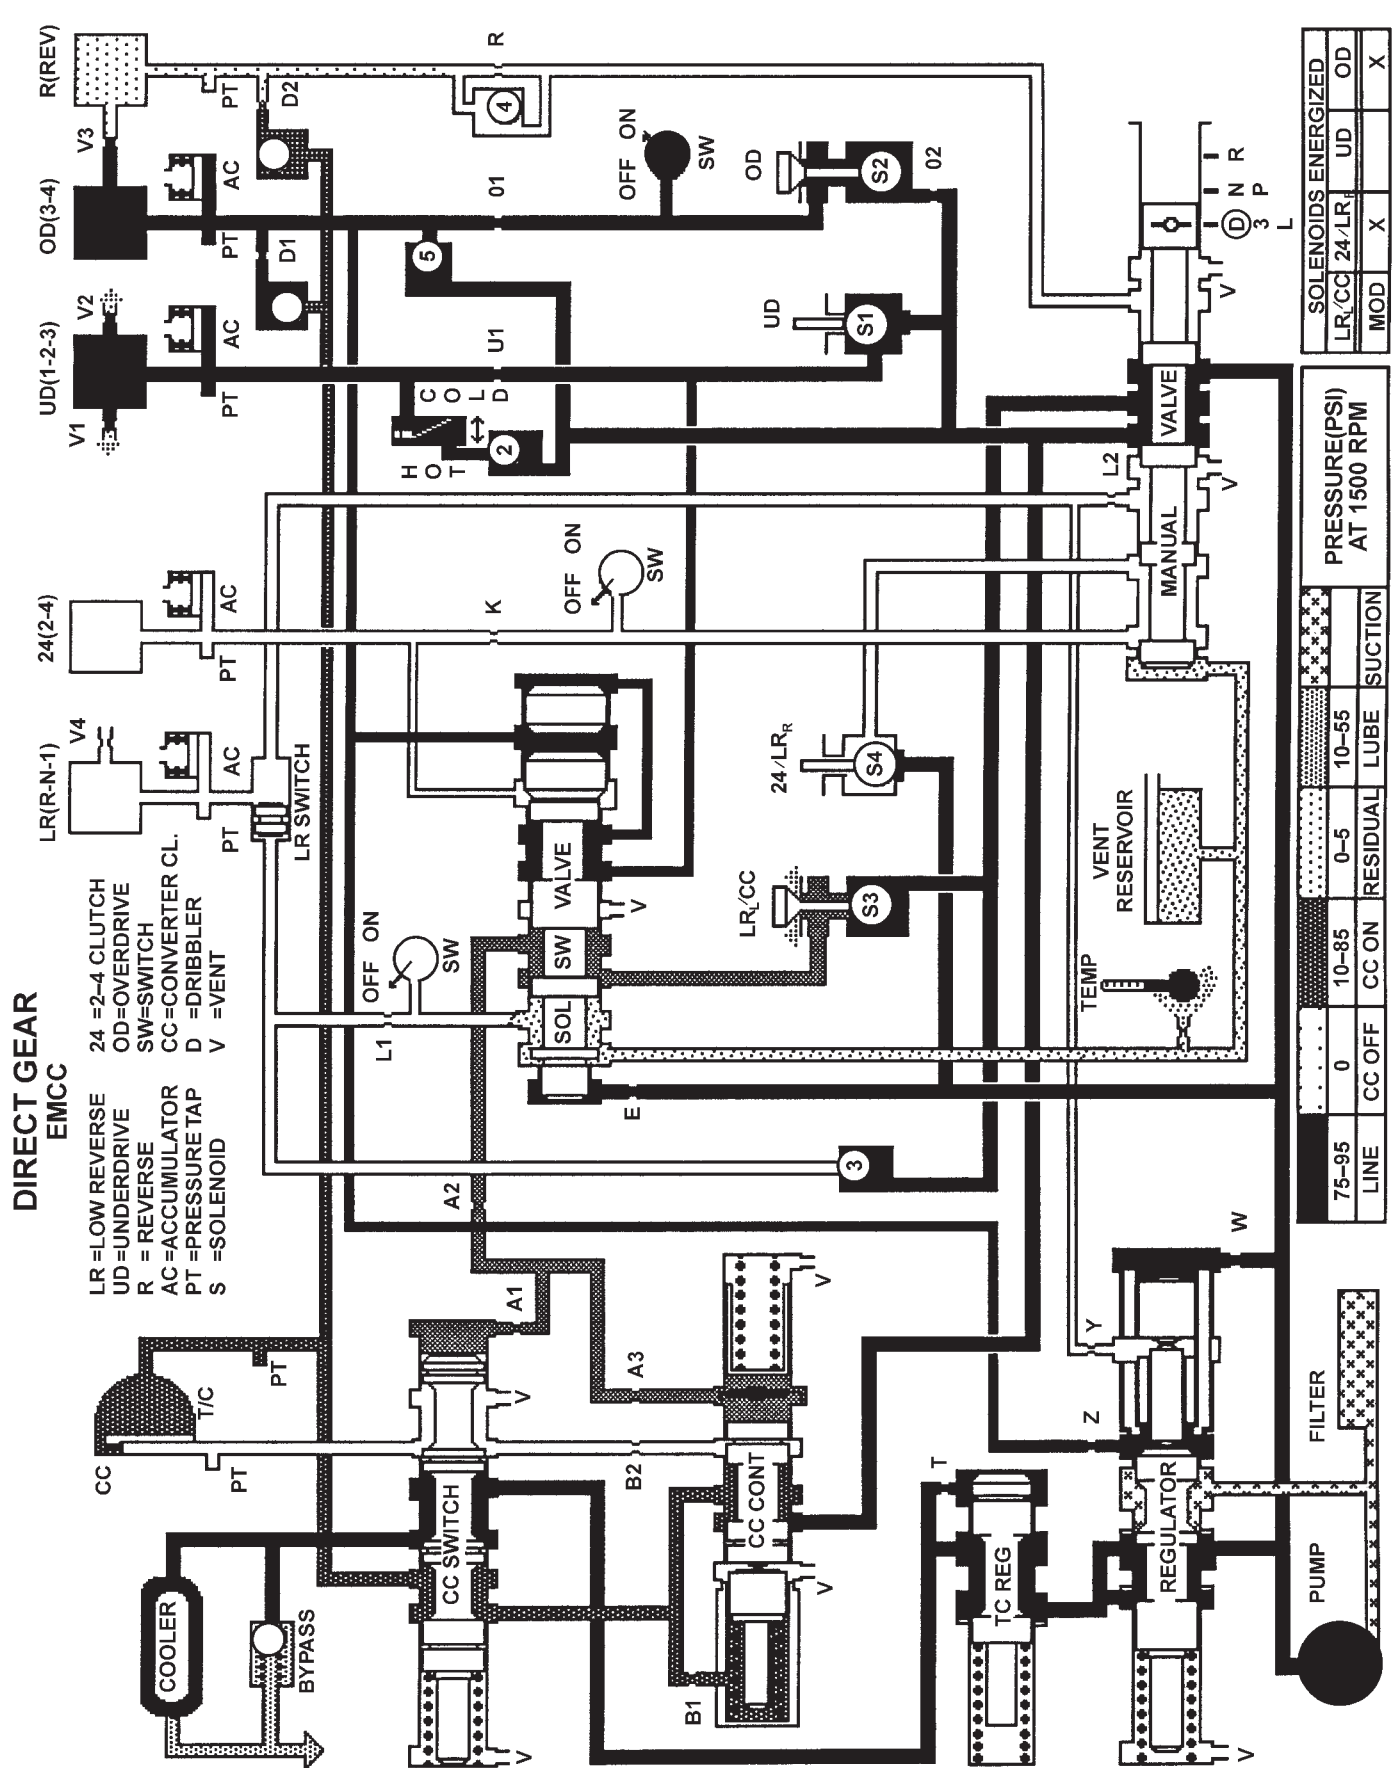 DIRECT GEAR
EMCC
LR =LOW REVERSE
UD =UNDERDRIVE
R = REVERSE
AC =ACCUMULATOR
PT =PRESSURE TAP
S =SOLENOID
24 =2–4 CLUTCH
OD=OVERDRIVE
SW=SWITCH
CC =CONVERTER CL.
D =DRIBBLER
V =VENT
LR(R-N-1)
V4
PT
AC
LR SWITCH
24(2-4)
PT
AC
UD(1-2-3)
V1
V2
PT
AC
OD(3-4)
V3
PT
AC
R(REV)
PT
D1
D2
CC
T/C
PT
PT
COOLER
BYPASS
CC SWITCH
V
V
A1
A2
A3
B1
B2
CC CONT
V
V
L1
OFF ON
SW
E
SOL
SW
VALVE
V
K
OFF ON
SW
HOT
COLD
2
U1
5
01
R
4
OFF ON
SW
3
LRL/CC
S3
24/LRR
S4
UD
S1
OD
S2
02
TEMP
VENT
RESERVOIR
T
TC REG
Z
Y
W
REGULATOR
V
PUMP
FILTER
MANUAL
VALVE
L2
V
V
D N R
3 P
L
75–95 0 10–85 0–5 10–55
LINE CC OFF CC ON RESIDUAL LUBE SUCTION
PRESSURE(PSI)
AT 1500 RPM
SOLENOIDS ENERGIZED
LRL/CC 24/LRR UD OD
MOD X X